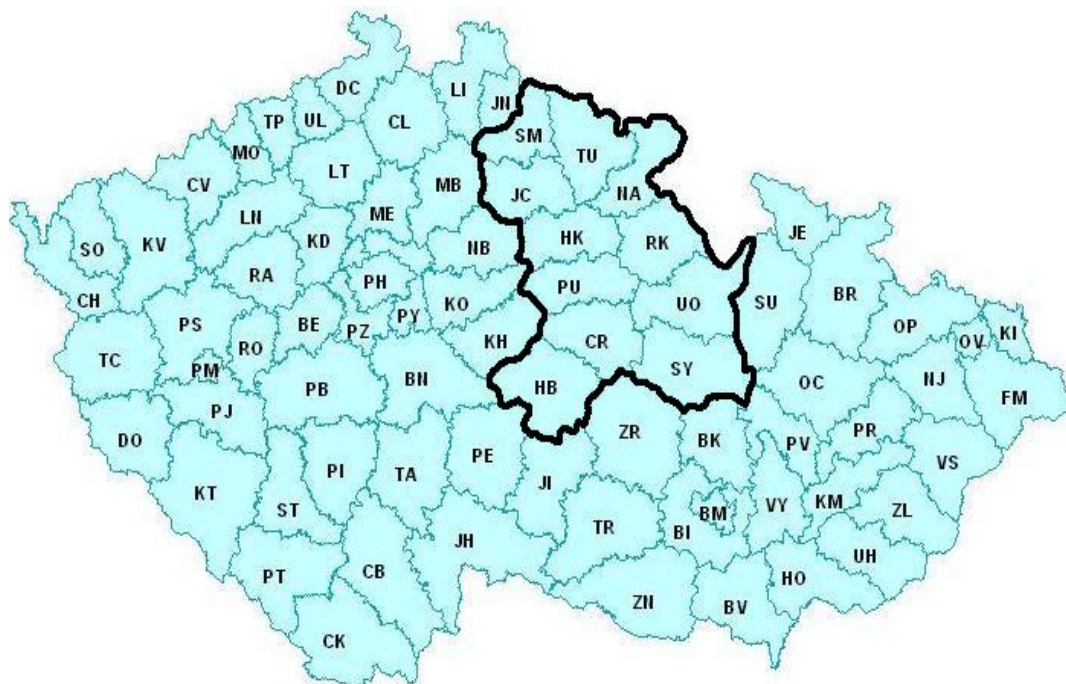 DC
LI
JN
TP
UL
CL
SM
MO
TU
CV
LT
MB
JC
NA
LN
ME
SO
KV
KD
NB
HK
RK
JE
RA
PH
PU
CH
KO
UO
SU
BR
PS
BE
PY
PZ
OP
TC
RO
KH
CR
OV
KI
PM
SY
PB
BN
HB
OC
NJ
FM
PJ
DO
ZR
PR
BK
PV
PI
PE
VS
TA
KT
JI
ST
BM
VY
KM
ZL
TR
BI
JH
UH
PT
CB
HO
ZN
BV
CK